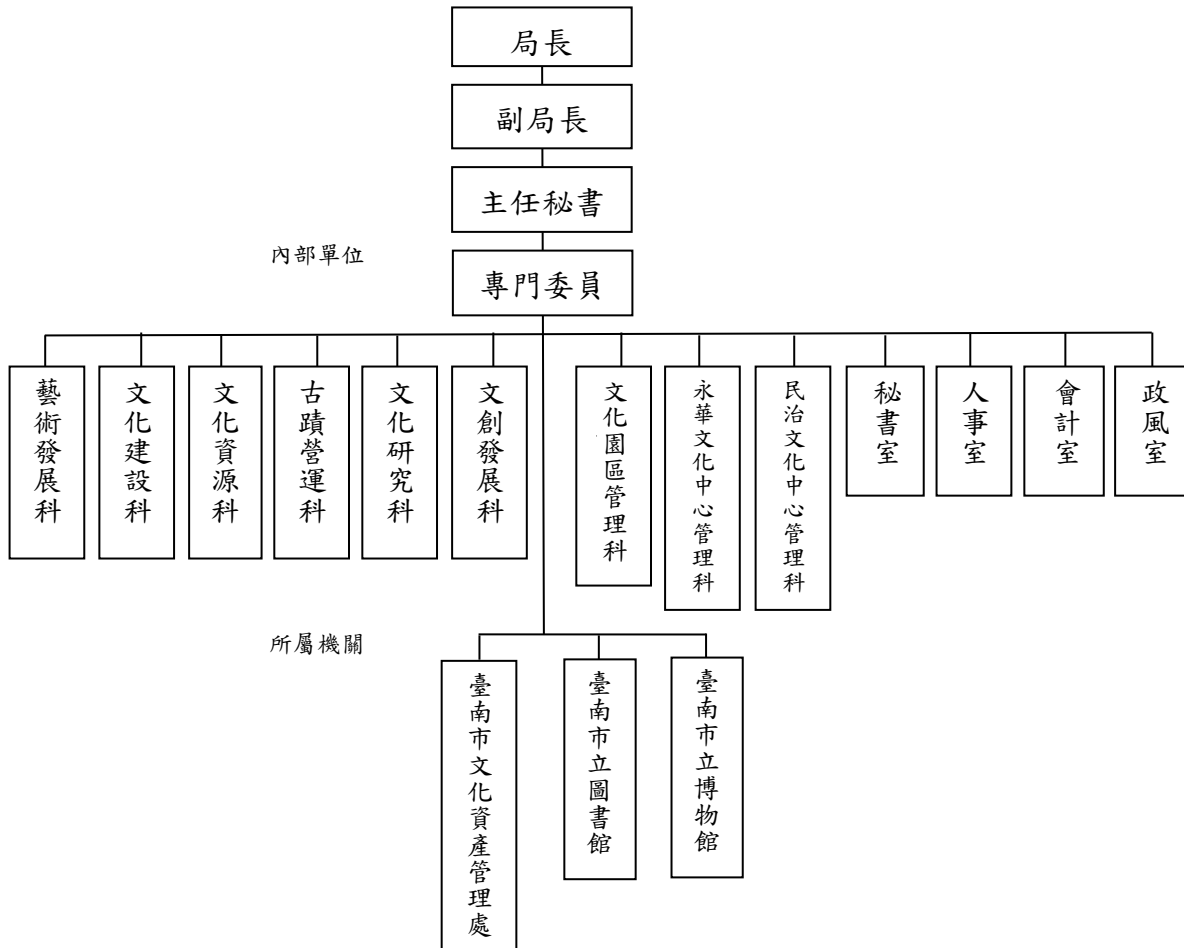 局長
副局長
主任秘書
內部單位
專門委員
藝術發展科
文化建設科
文化資源科
古蹟營運科
文化研究科
文創發展科
文化園區管理科
永華文化中心管理科
民治文化中心管理科
秘書室
人事室
會計室
政風室
所屬機關
臺南市文化資產管理處
臺南市立圖書館
臺南市立博物館